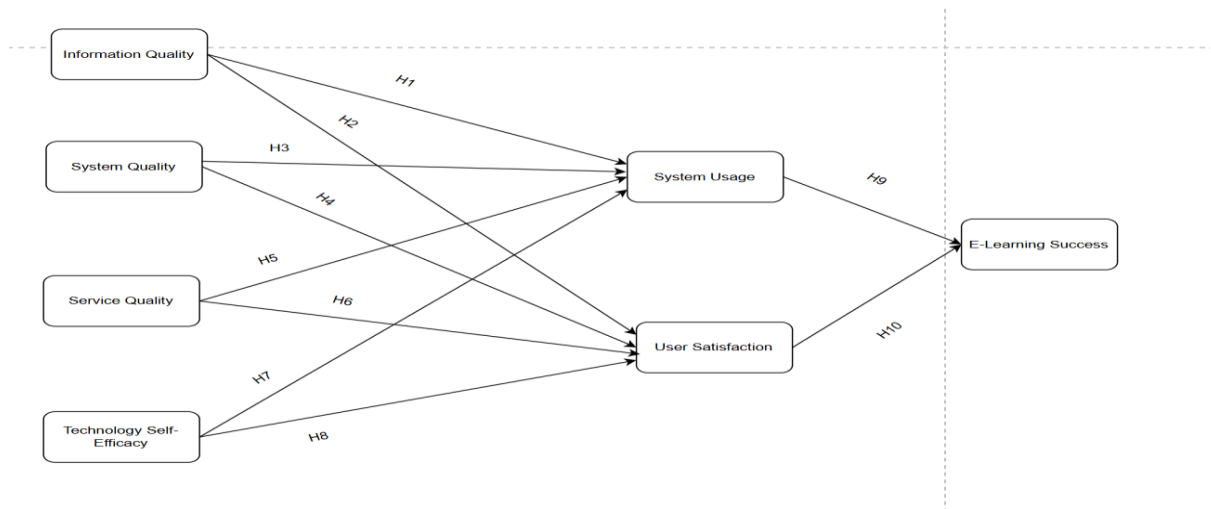 Information Quality
H1
H2
System Quality
H3
H4
System Usage
H9
E-Learning Success
Service Quality
H5
H6
User Satisfaction
H10
H7
Technology Self-
Efficacy
H8